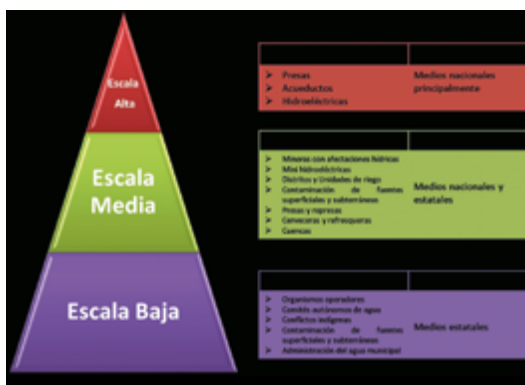 Escala
Alta
Escala
Media
Escala Baja
Presas
Acueductos
Hidroeléctricas
Medios nacionales
principalmente
Mineras con afectaciones hídricas
Mini hidroeléctricas
Distritos y Unidades de riego
Contaminación de fuentes
superficiales y subterráneas
Presas y represas
Cerveceras y refresqueras
Cuencas
Medios nacionales y
estatales
Organismos operadores
Comités autónomos de agua
Conflictos indígenas
Contaminación de fuentes
superficiales y subterráneas
Administración del agua municipal
Medios estatales